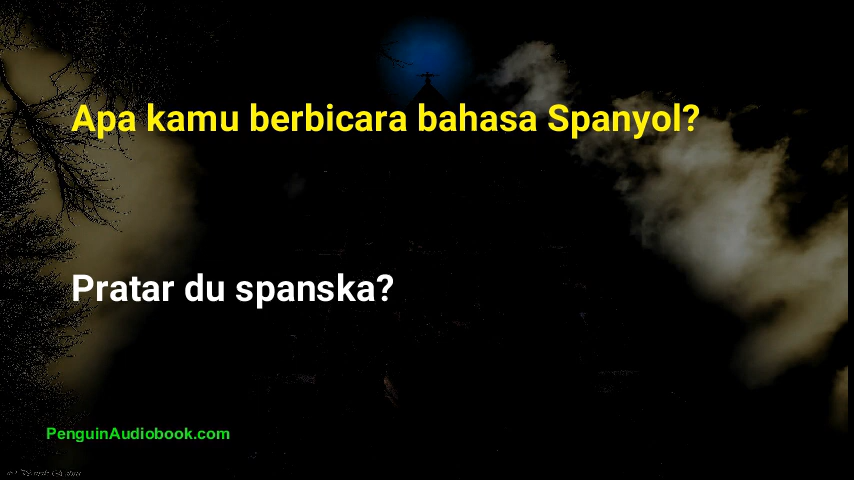 Apa kamu berbicara bahasa Spanyol?
Pratar du spanska?
PenguinAudiobook.com